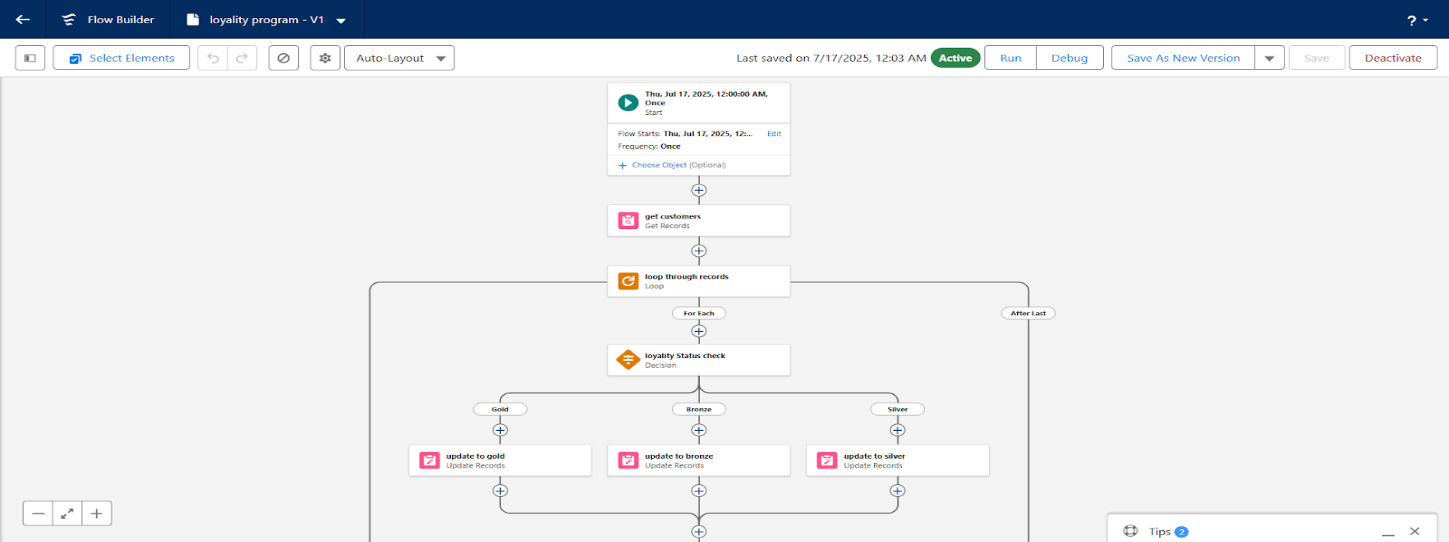 Flow Builder
loyality program - V1
?
Select Elements
Auto-Layout
Last saved on 7/17/2025, 12:03 AM
Active
Run
Debug
Save As New Version
Save
Deactivate
Thu, Jul 17, 2025, 12:00:00 AM,
Once
Start
Flow Starts: Thu, Jul 17, 2025, 12:...
Edit
Frequency: Once
+ Choose Object (Optional)
get customers
Get Records
loop through records
Loop
For Each
After Last
loyality Status check
Decision
Gold
Bronze
Silver
update to gold
Update Records
update to bronze
Update Records
update to silver
Update Records
Tips 2